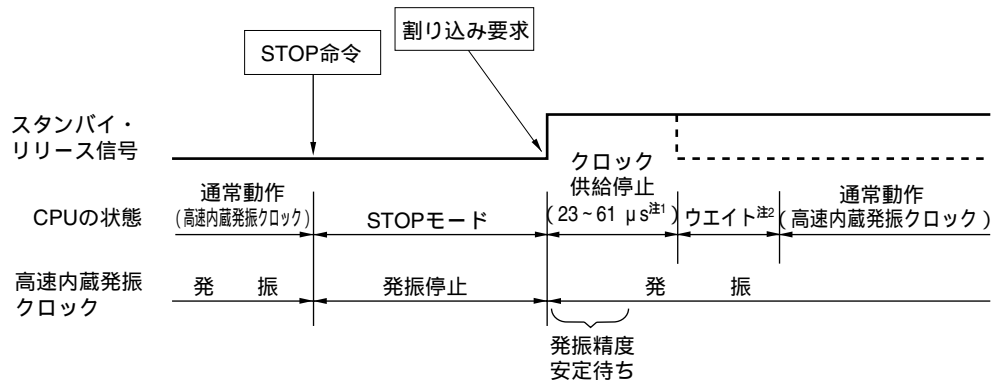 割り込み要求
STOP命令
スタンバイ・
リリース信号
クロック
供給停止
(23~61 μs注1)
通常動作
(高速内蔵発振クロック)
CPUの状態
STOPモード
ウエイト注2
通常動作
(高速内蔵発振クロック)
高速内蔵発振
クロック
発 振
発振停止
発 振
発振精度
安定待ち